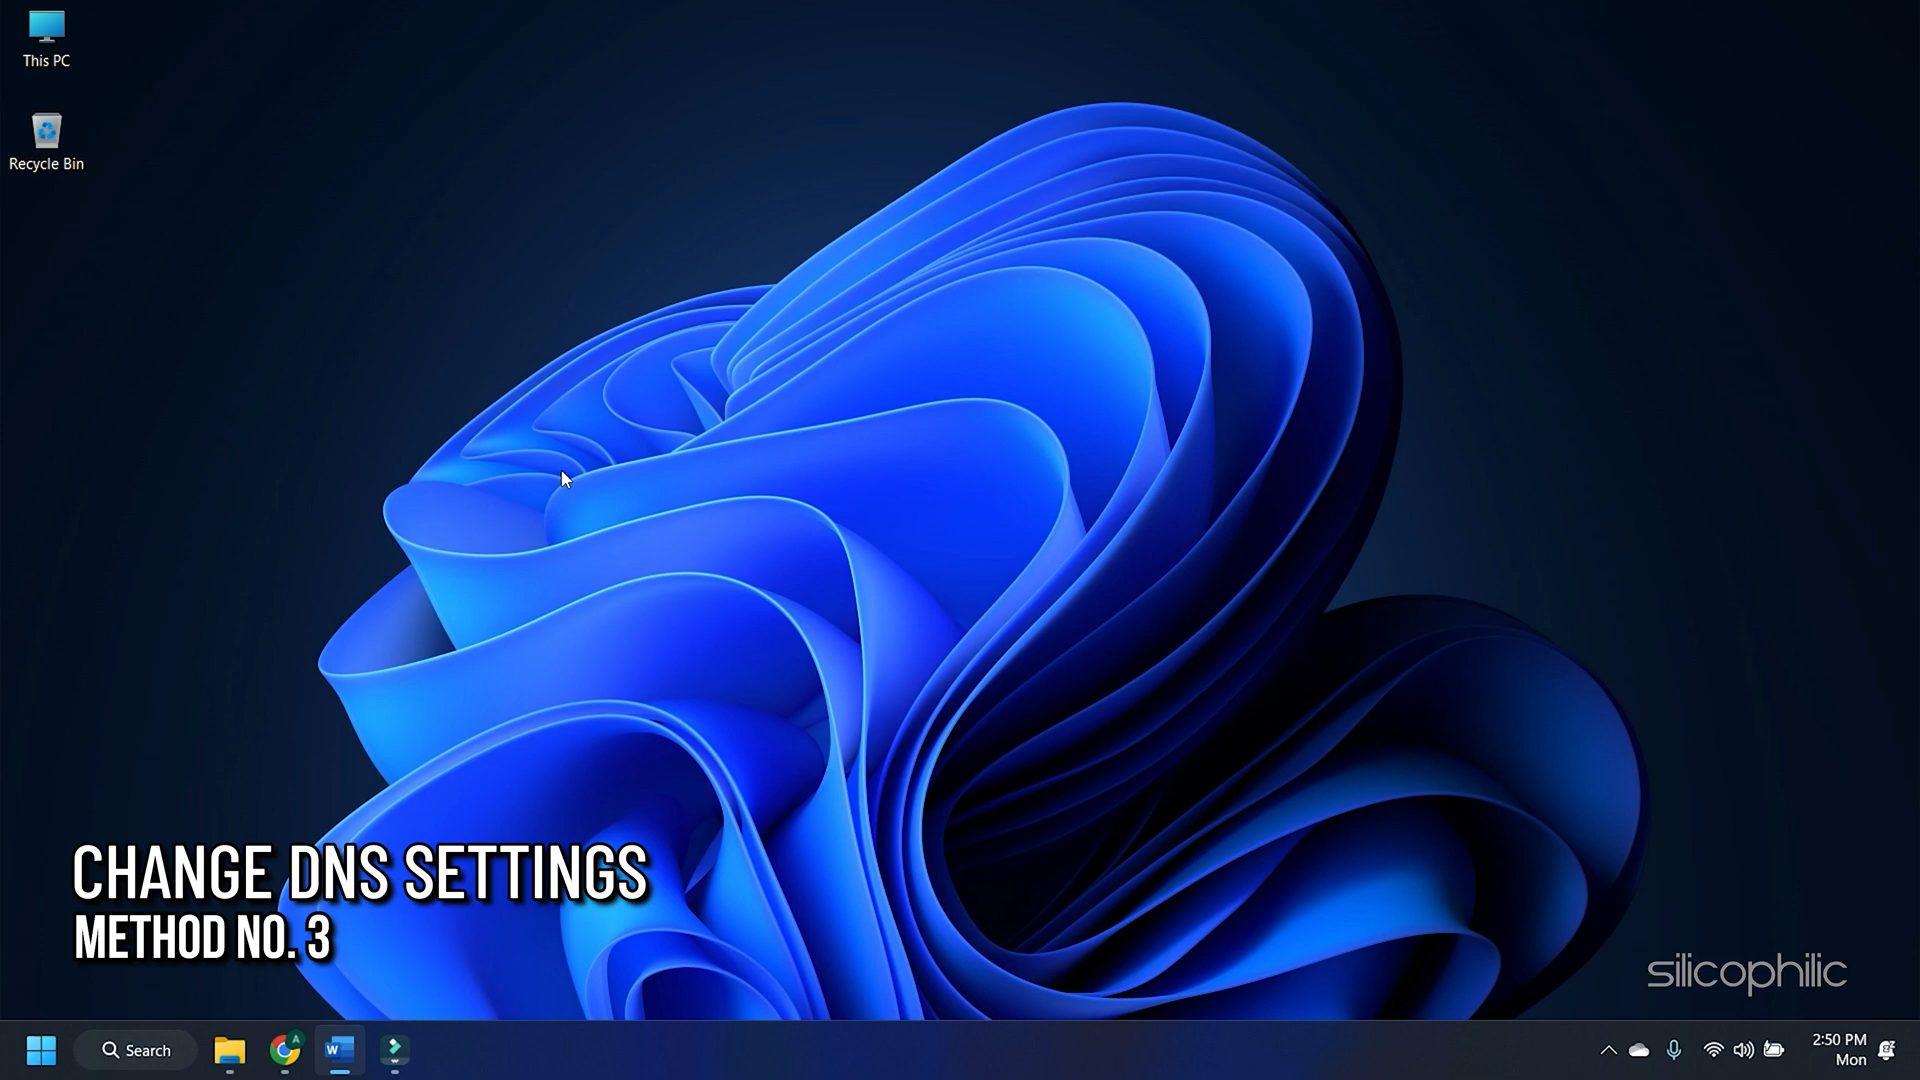 This PC
Recycle Bin
CHANGE DNS SETTINGS
METHOD NO. 3
silicophilic
Search
A
W
2:50 PM
Mon